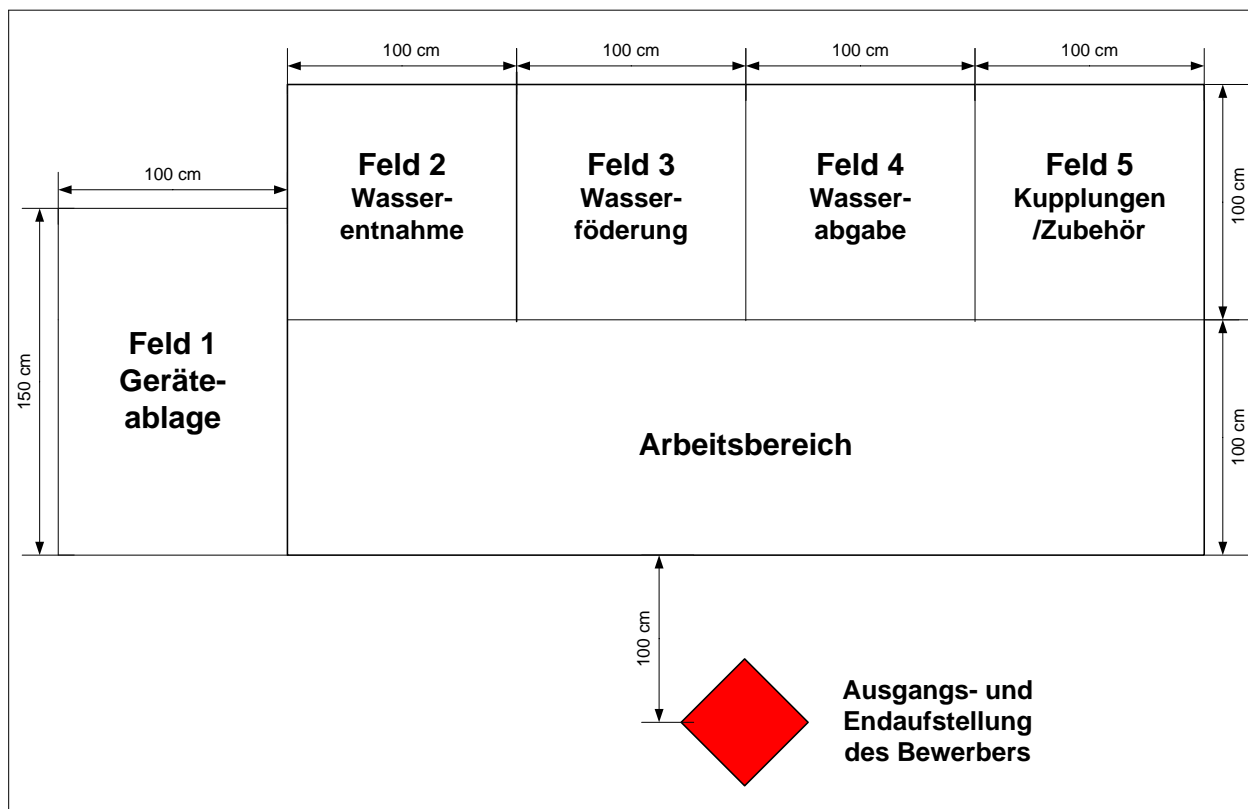 100 cm
100 cm
100 cm
100 cm
100 cm
Feld 2
Wasser-
entnahme
Feld 3
Wasser-
föderung
Feld 4
Wasser-
abgabe
Feld 5
Kupplungen
/Zubehör
100 cm
150 cm
Feld 1
Geräte-
ablage
Arbeitsbereich
100 cm
100 cm
Ausgangs- und
Endaufstellung
des Bewerbers